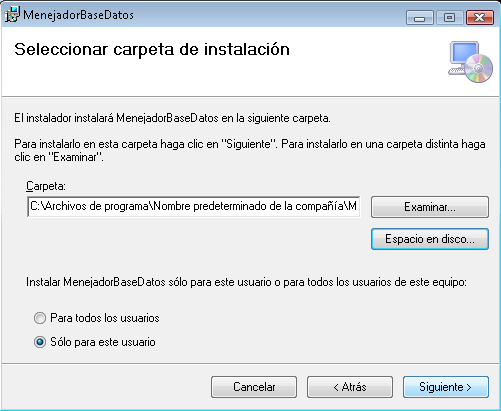 MenejadorBaseDatos
Seleccionar carpeta de instalación
El instalador instalará MenejadorBaseDatos en la siguiente carpeta.
Para instalarlo en esta carpeta haga clic en "Siguiente". Para instalarlo en una carpeta distinta haga
clic en "Examinar".
Carpeta:
C:\Archivos de programa\Nombre predeterminado de la compañía\M
Examinar...
Espacio en disco...
Instalar MenejadorBaseDatos sólo para este usuario o para todos los usuarios de este equipo:
Para todos los usuarios
Sólo para este usuario
Cancelar
< Atrás
Siguiente >